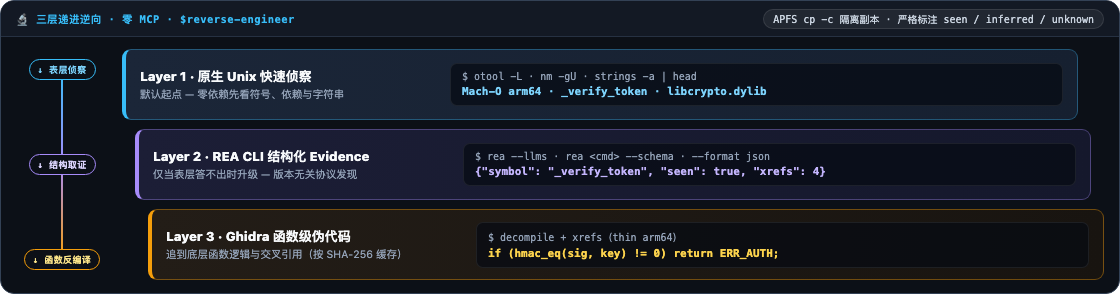 🔬 三层递进逆向 · 零 MCP · $reverse-engineer
APFS cp -c 隔离副本 · 严格标注 seen / inferred / unknown
↓ 表层侦察
Layer 1 · 原生 Unix 快速侦察
默认起点 — 零依赖先看符号、依赖与字符串
$ otool -L · nm -gU · strings -a | head
Mach-O arm64 · _verify_token · libcrypto.dylib
↓ 结构取证
Layer 2 · REA CLI 结构化 Evidence
仅当表层答不出时升级 — 版本无关协议发现
$ rea --llms · rea <cmd> --schema · --format json
{"symbol": "_verify_token", "seen": true, "xrefs": 4}
↓ 函数反编译
Layer 3 · Ghidra 函数级伪代码
追到底层函数逻辑与交叉引用（按 SHA-256 缓存）
$ decompile + xrefs (thin arm64)
if (hmac_eq(sig, key) != 0) return ERR_AUTH;